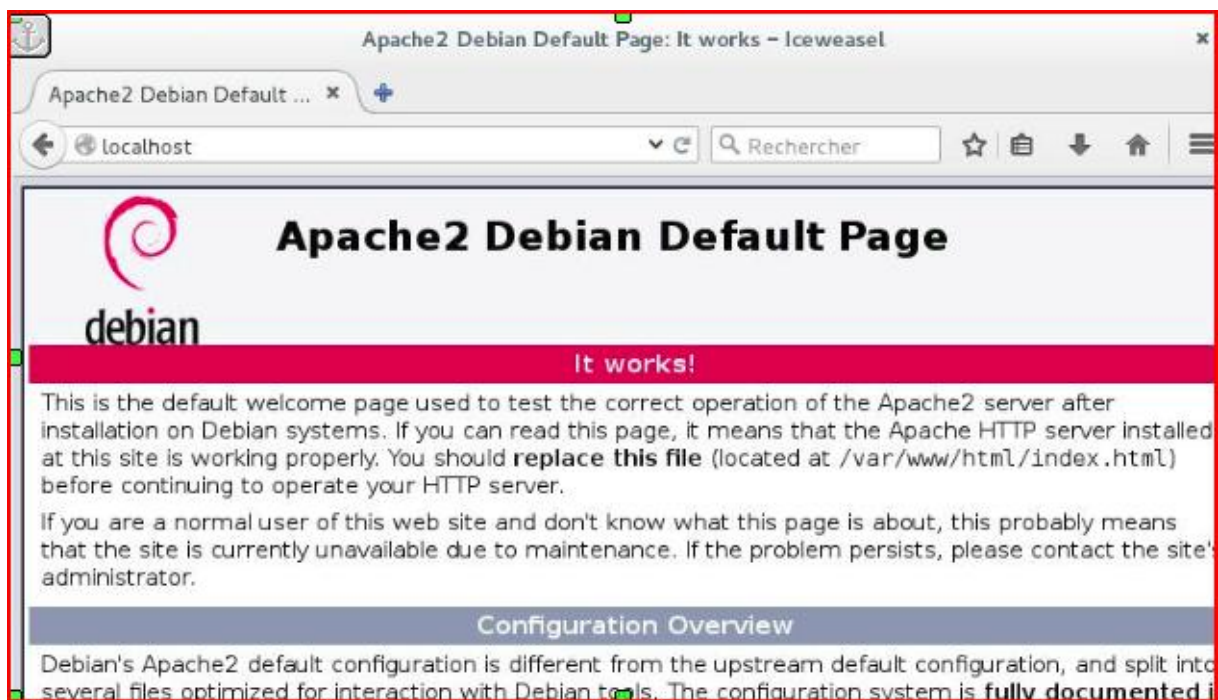 Apache2 Debian Default Page: It works – Iceweasel
Apache2 Debian Default ...
localhost
Rechercher
Apache2 Debian Default Page
debian
It works!
This is the default welcome page used to test the correct operation of the Apache2 server after
installation on Debian systems. If you can read this page, it means that the Apache HTTP server installed
at this site is working properly. You should replace this file (located at /var/www/html/index.html)
before continuing to operate your HTTP server.
If you are a normal user of this web site and don't know what this page is about, this probably means
that the site is currently unavailable due to maintenance. If the problem persists, please contact the site's
administrator.
Configuration Overview
Debian's Apache2 default configuration is different from the upstream default configuration, and split into
several files optimized for interaction with Debian tools. The configuration system is fully documented i